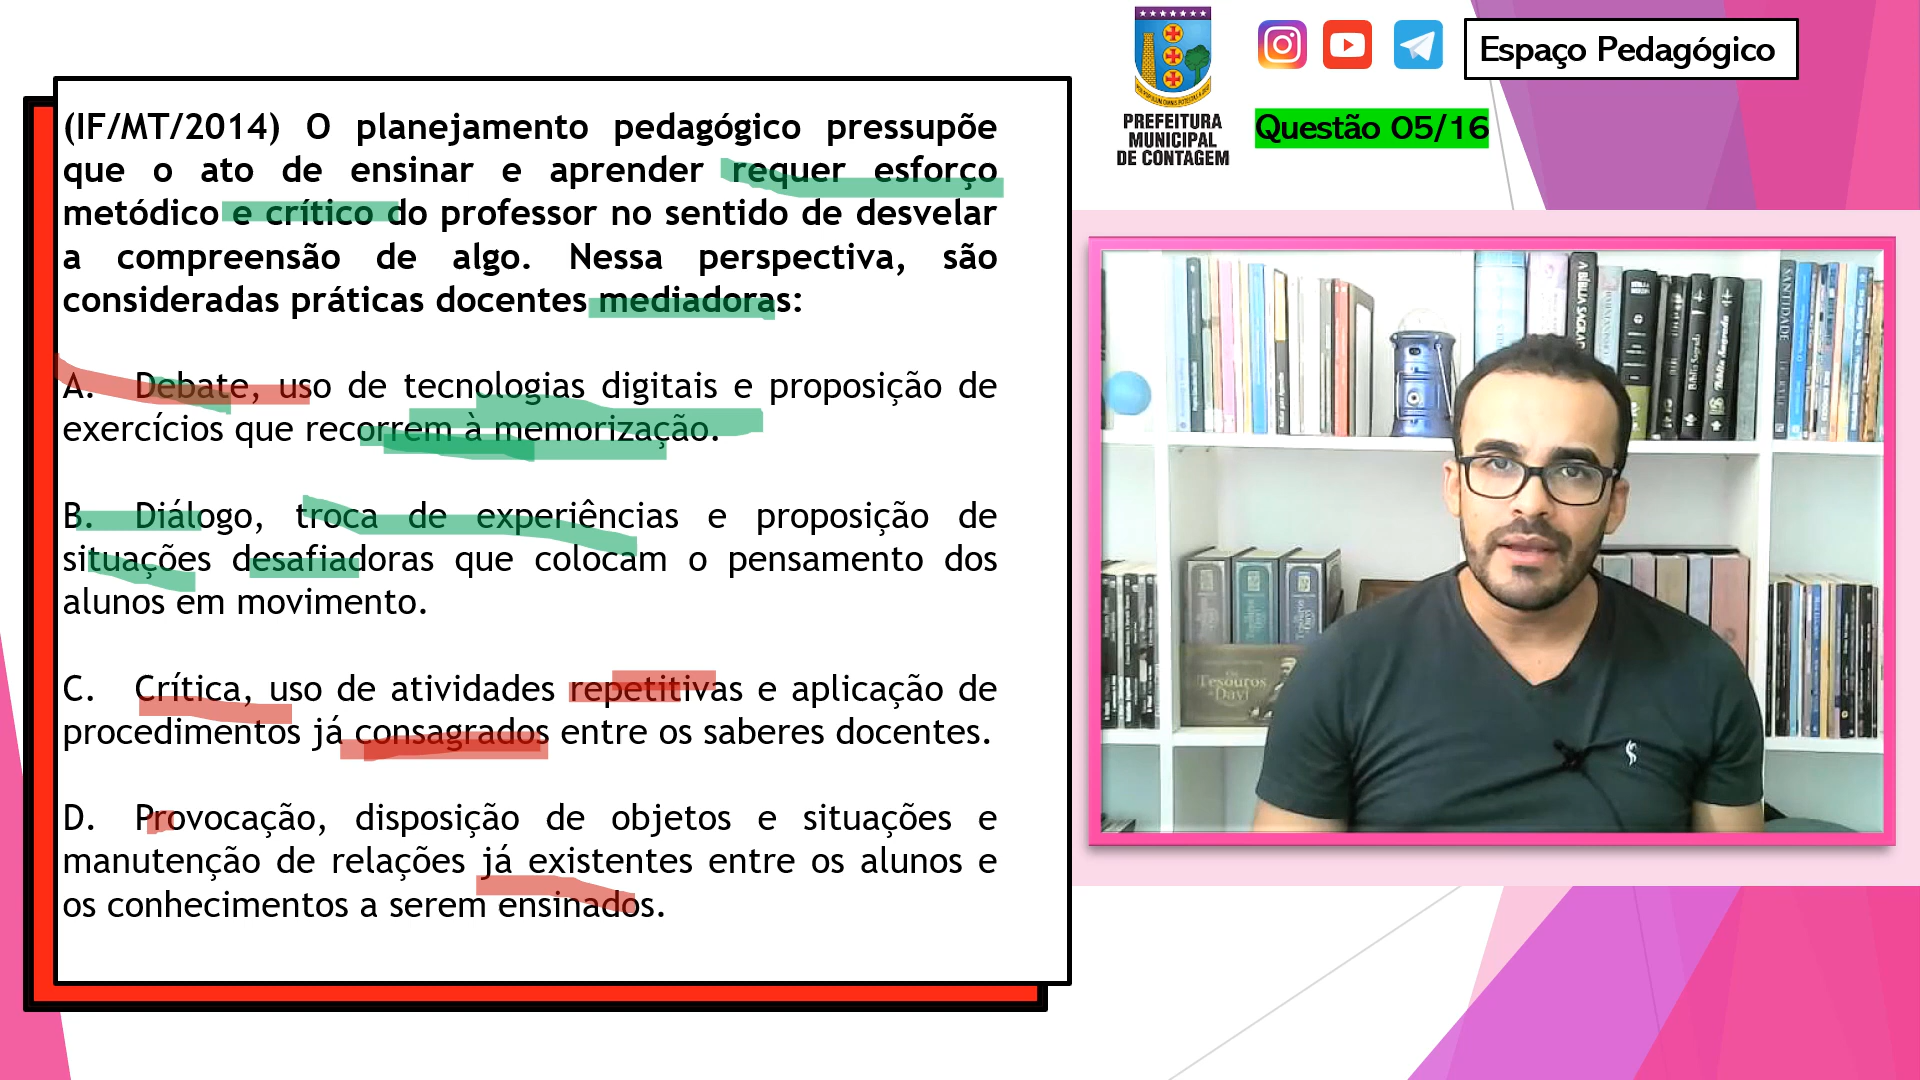 PREFEITURA
MUNICIPAL
DE CONTAGEM
Espaço Pedagógico
Questão 05/16
(IF/MT/2014) O planejamento pedagógico pressupõe
que o ato de ensinar e aprender requer esforço
metódico e crítico do professor no sentido de desvelar
a compreensão de algo. Nessa perspectiva, são
consideradas práticas docentes mediadoras:
A. Debate, uso de tecnologias digitais e proposição de
exercícios que recorrem à memorização.
B. Diálogo, troca de experiências e proposição de
situações desafiadoras que colocam o pensamento dos
alunos em movimento.
C. Crítica, uso de atividades repetitivas e aplicação de
procedimentos já consagrados entre os saberes docentes.
D. Provocação, disposição de objetos e situações e
manutenção de relações já existentes entre os alunos e
os conhecimentos a serem ensinados.
A BÍBLIA SAGRADA
SANTIDADE
Bíblia Sagrada
Tesouros
de Davi